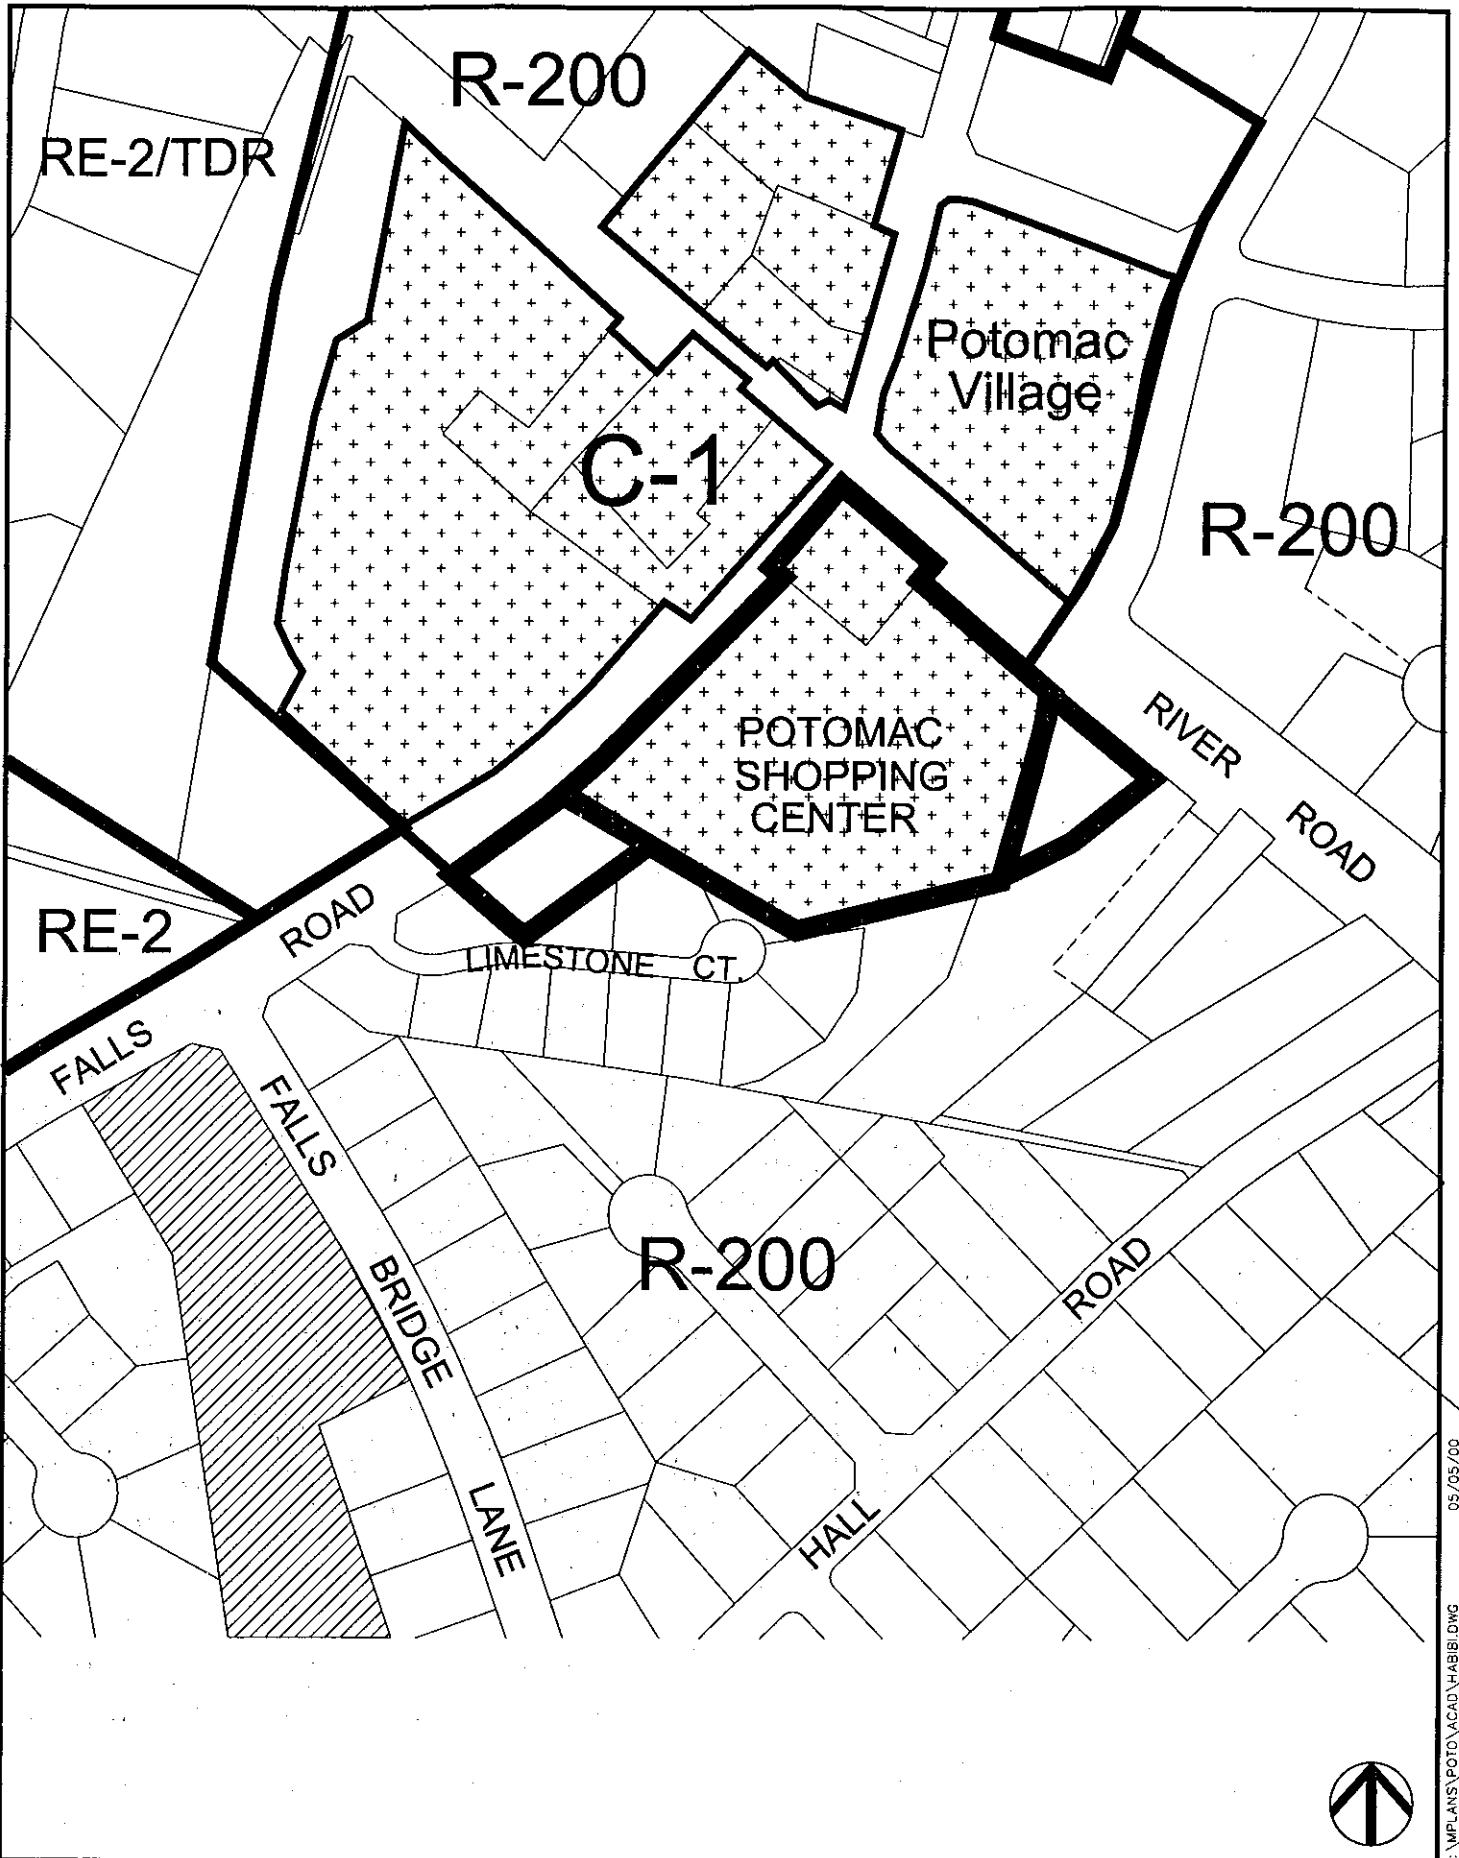 R-200
RE-2/TDR
Potomac
Village
C-1
R-200
RIVER
ROAD
POTOMAC
SHOPPING
CENTER
RE-2
FALLS
ROAD
LIMESTONE CT.
FALLS
BRIDGE
LANE
R-200
HALL
ROAD
05/05/00
:\MPLANS\POTO\ACAD\HABIBI.DWG